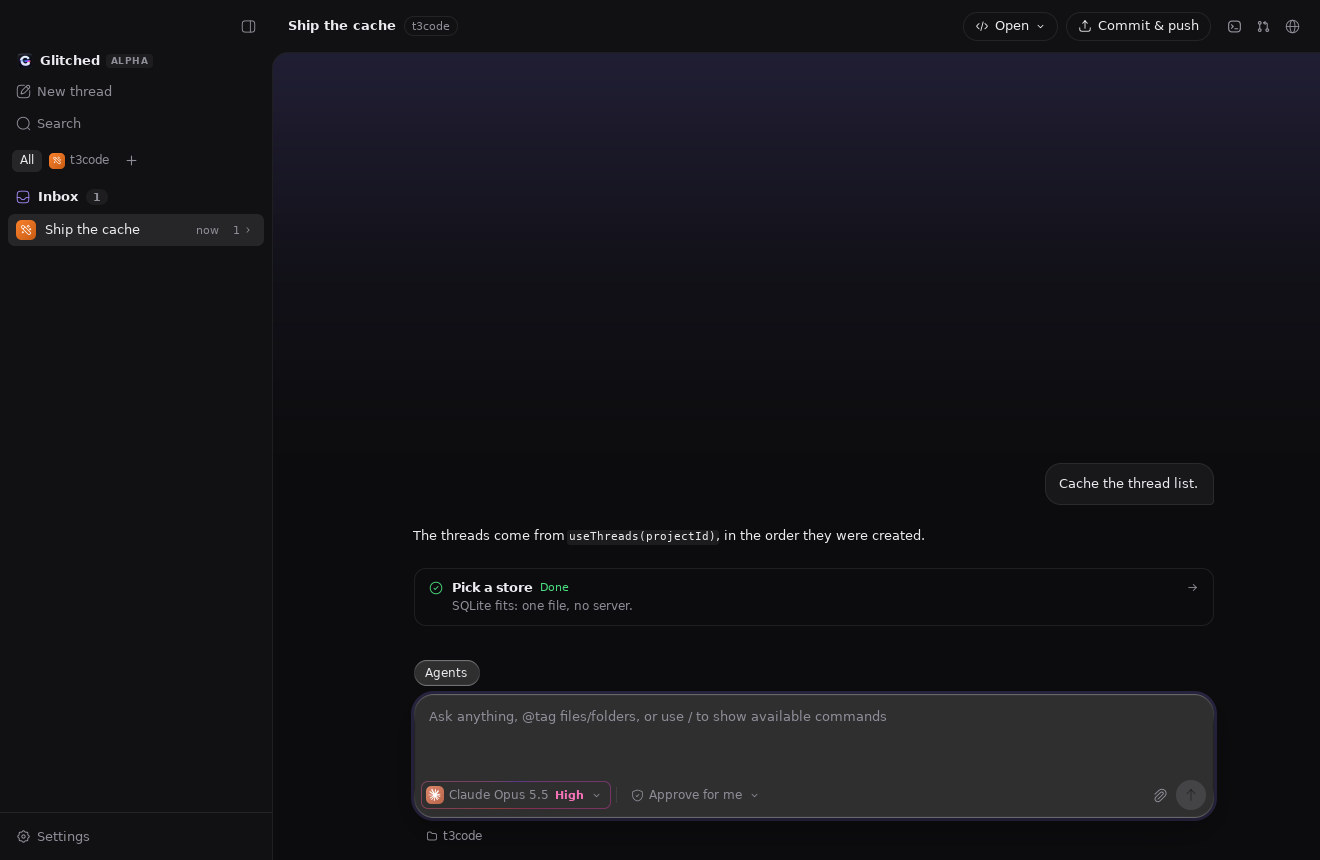 Ship the cache t3code
Open
Commit & push
Glitched ALPHA
New thread
Search
All t3code
Inbox 1
Ship the cache now 1
Cache the thread list.
The threads come from useThreads(projectId), in the order they were created.
Pick a store Done
SQLite fits: one file, no server.
Agents
Ask anything, @tag files/folders, or use / to show available commands
Claude Opus 5.5 High Approve for me
t3code
Settings